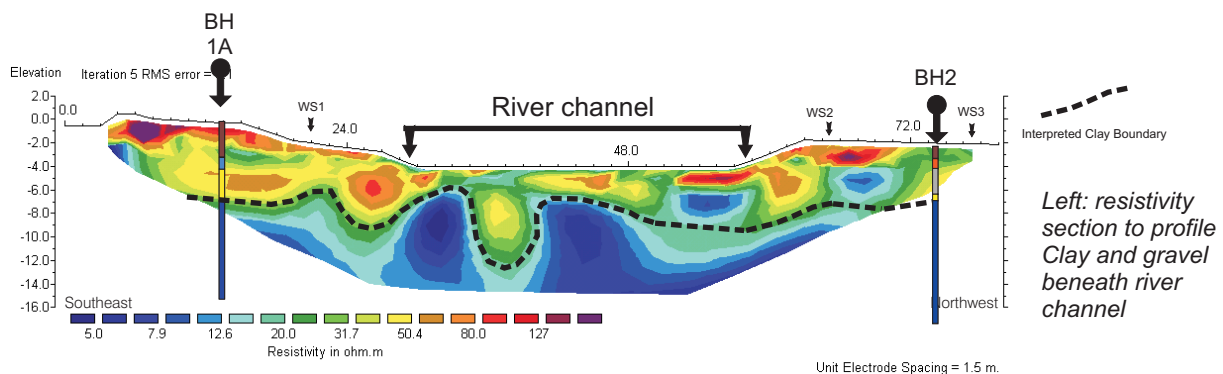 BH
1A
BH2
Elevation
Iteration 5 RMS error =
River channel
WS1
WS2
WS3
0.0
24.0
48.0
72.0
2.0
0.0
-2.0
-4.0
-6.0
-8.0
-10.0
-12.0
-14.0
-16.0
Interpreted Clay Boundary
Left: resistivity
section to profile
Clay and gravel
beneath river
channel
Southeast
Northwest
5.0 7.9 12.6 20.0 31.7 50.4 80.0 127
Resistivity in ohm.m
Unit Electrode Spacing = 1.5 m.